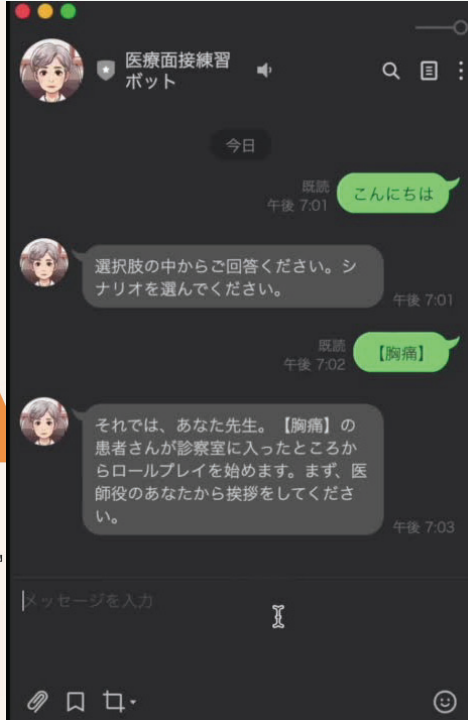 医療面接練習
ボット
今日
既読
午後 7:01
こんにちは
選択肢の中からご回答ください。シ
ナリオを選んでください。
午後 7:01
既読
午後 7:02
【胸痛】
それでは、あなた先生。【胸痛】の
患者さんが診察室に入ったところか
らロールプレイを始めます。まず、医
師役のあなたから挨拶をしてくださ
い。
午後 7:03
メッセージを入力